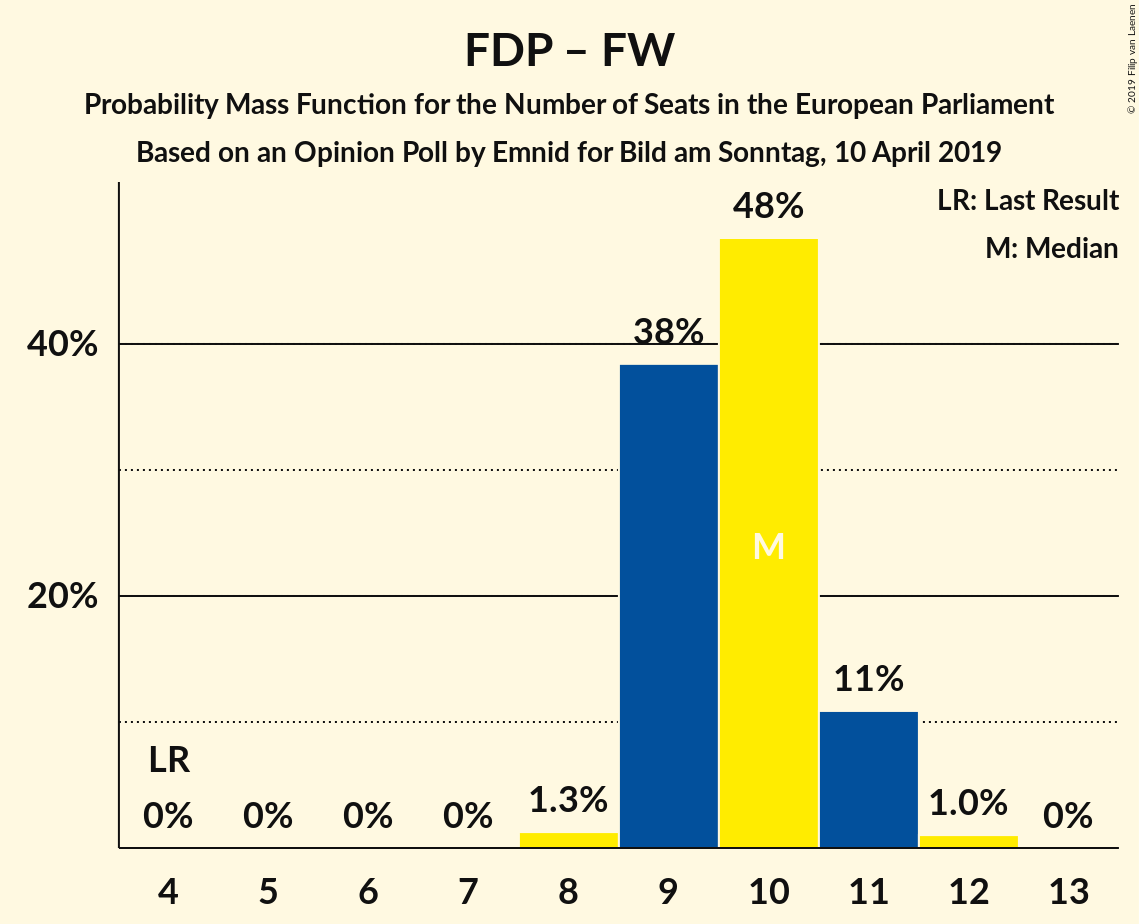 FDP – FW
Probability Mass Function for the Number of Seats in the European Parliament
Based on an Opinion Poll by Emnid for Bild am Sonntag, 10 April 2019
© 2019 Filip van Laenen
LR: Last Result
M: Median
48%
38%
40%
M
20%
11%
LR
0% 0% 0% 0% 1.3% 1.0% 0%
4 5 6 7 8 9 10 11 12 13